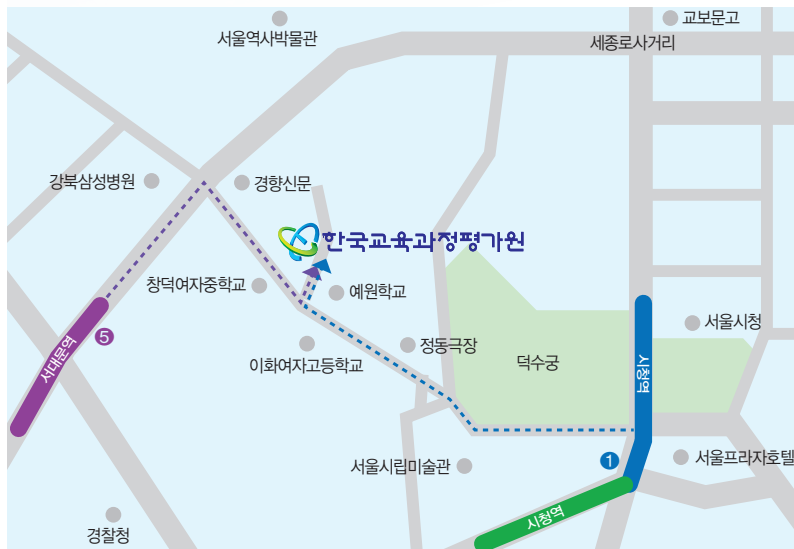 교보문고
서울역사박물관
세종로사거리
강북삼성병원
경향신문
한국교육과정평가원
창덕여자중학교
예원학교
서울시청
5
정동극장
서대문역
이화여자고등학교
덕수궁
시청역
서울시립미술관
1
서울프라자호텔
시청역
경찰청